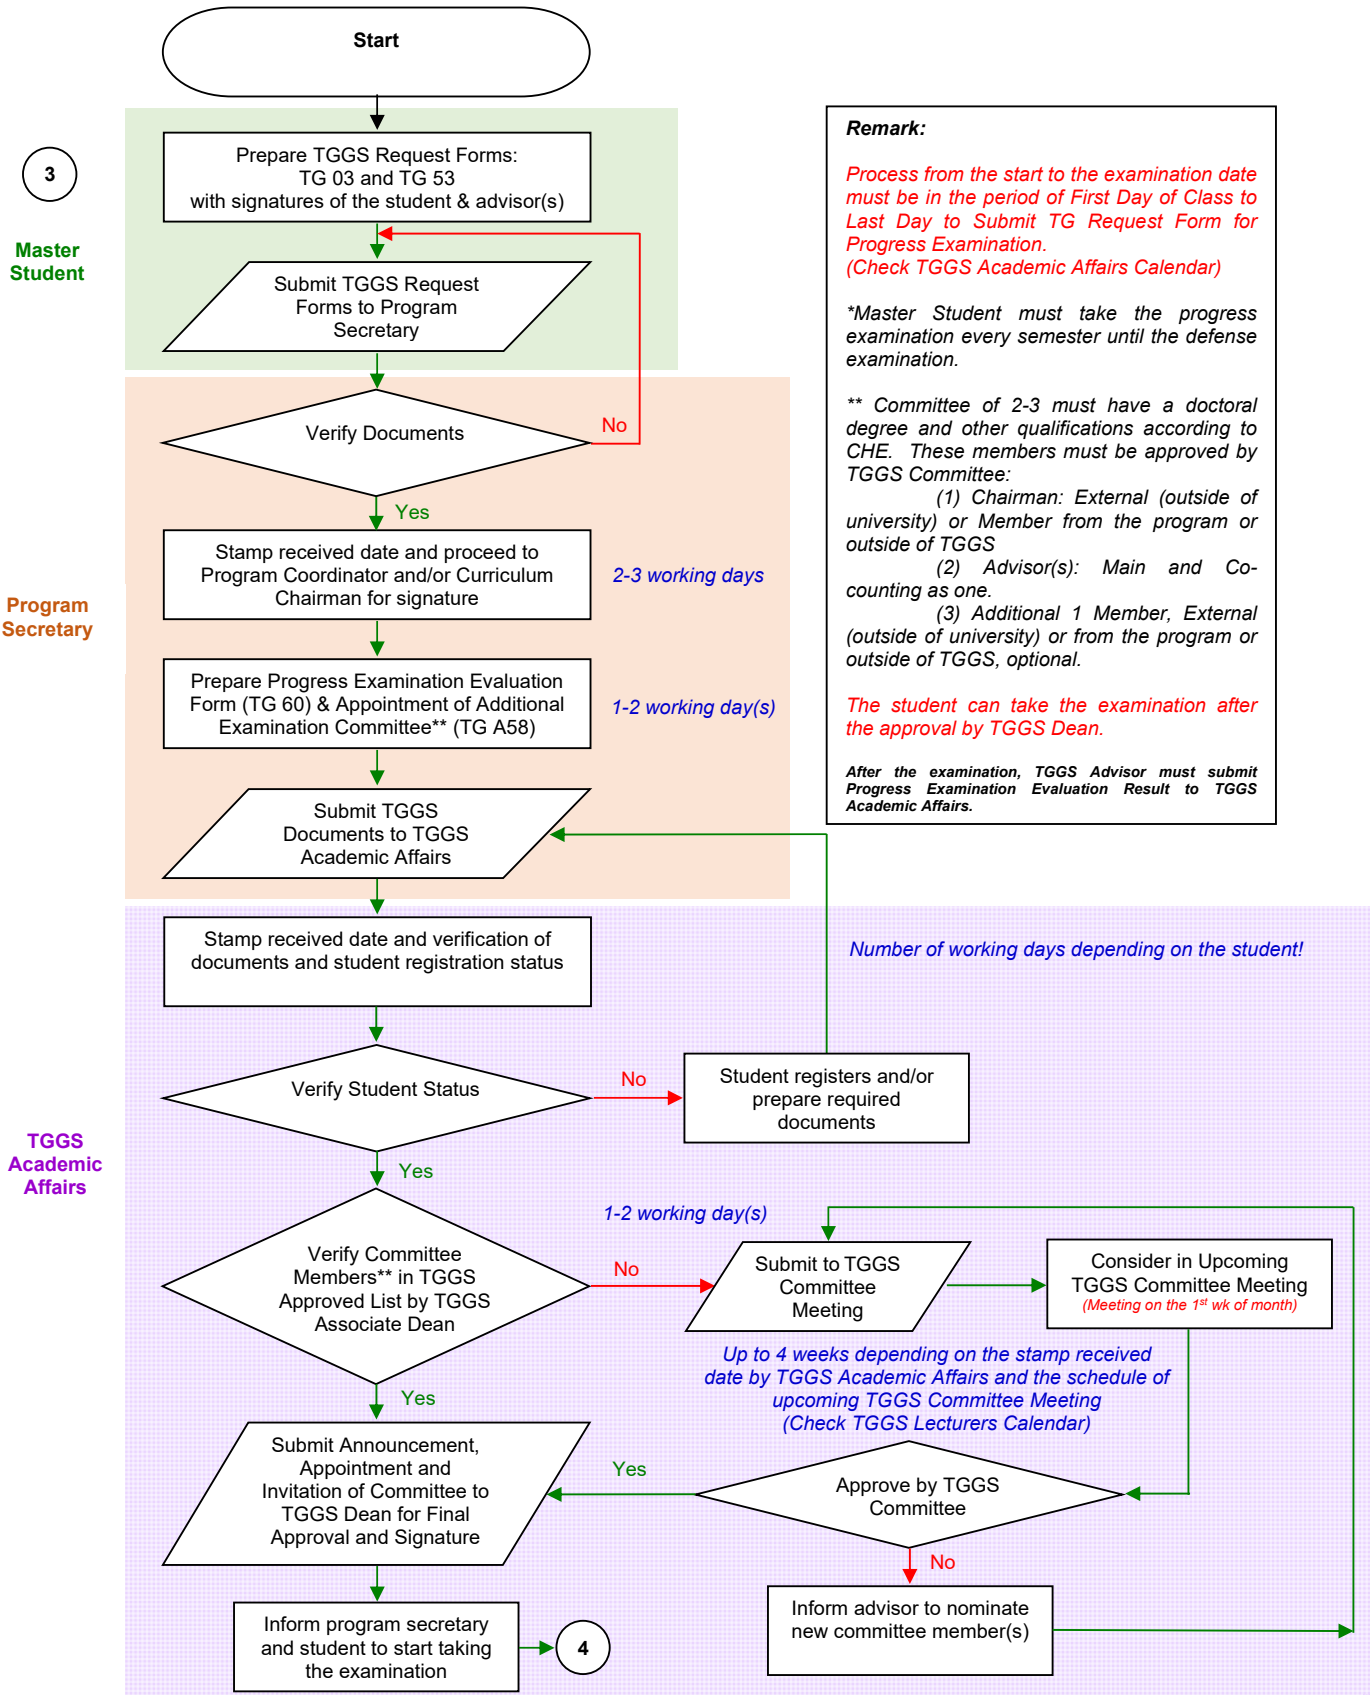 Start
3
Master
Student
Prepare TGGS Request Forms:
TG 03 and TG 53
with signatures of the student & advisor(s)
Submit TGGS Request
Forms to Program
Secretary
Remark:
Process from the start to the examination date
must be in the period of First Day of Class to
Last Day to Submit TG Request Form for
Progress Examination.
(Check TGGS Academic Affairs Calendar)
*Master Student must take the progress
examination every semester until the defense
examination.
** Committee of 2-3 must have a doctoral
degree and other qualifications according to
CHE. These members must be approved by
TGGS Committee:
(1) Chairman: External (outside of
university) or Member from the program or
outside of TGGS
(2) Advisor(s): Main and Co-
counting as one.
(3) Additional 1 Member, External
(outside of university) or from the program or
outside of TGGS, optional.
The student can take the examination after
the approval by TGGS Dean.
After the examination, TGGS Advisor must submit
Progress Examination Evaluation Result to TGGS
Academic Affairs.
Program
Secretary
Verify Documents
No
Yes
Stamp received date and proceed to
Program Coordinator and/or Curriculum
Chairman for signature
2-3 working days
Prepare Progress Examination Evaluation
Form (TG 60) & Appointment of Additional
Examination Committee** (TG A58)
1-2 working day(s)
Submit TGGS
Documents to TGGS
Academic Affairs
TGGS
Academic
Affairs
Stamp received date and verification of
documents and student registration status
Number of working days depending on the student!
Verify Student Status
No
Student registers and/or
prepare required
documents
Yes
Verify Committee
Members** in TGGS
Approved List by TGGS
Associate Dean
1-2 working day(s)
No
Submit to TGGS
Committee
Meeting
Consider in Upcoming
TGGS Committee Meeting
(Meeting on the 1st wk of month)
Up to 4 weeks depending on the stamp received
date by TGGS Academic Affairs and the schedule of
upcoming TGGS Committee Meeting
(Check TGGS Lecturers Calendar)
Yes
Submit Announcement,
Appointment and
Invitation of Committee to
TGGS Dean for Final
Approval and Signature
Yes
Approve by TGGS
Committee
No
Inform advisor to nominate
new committee member(s)
Inform program secretary
and student to start taking
the examination
4